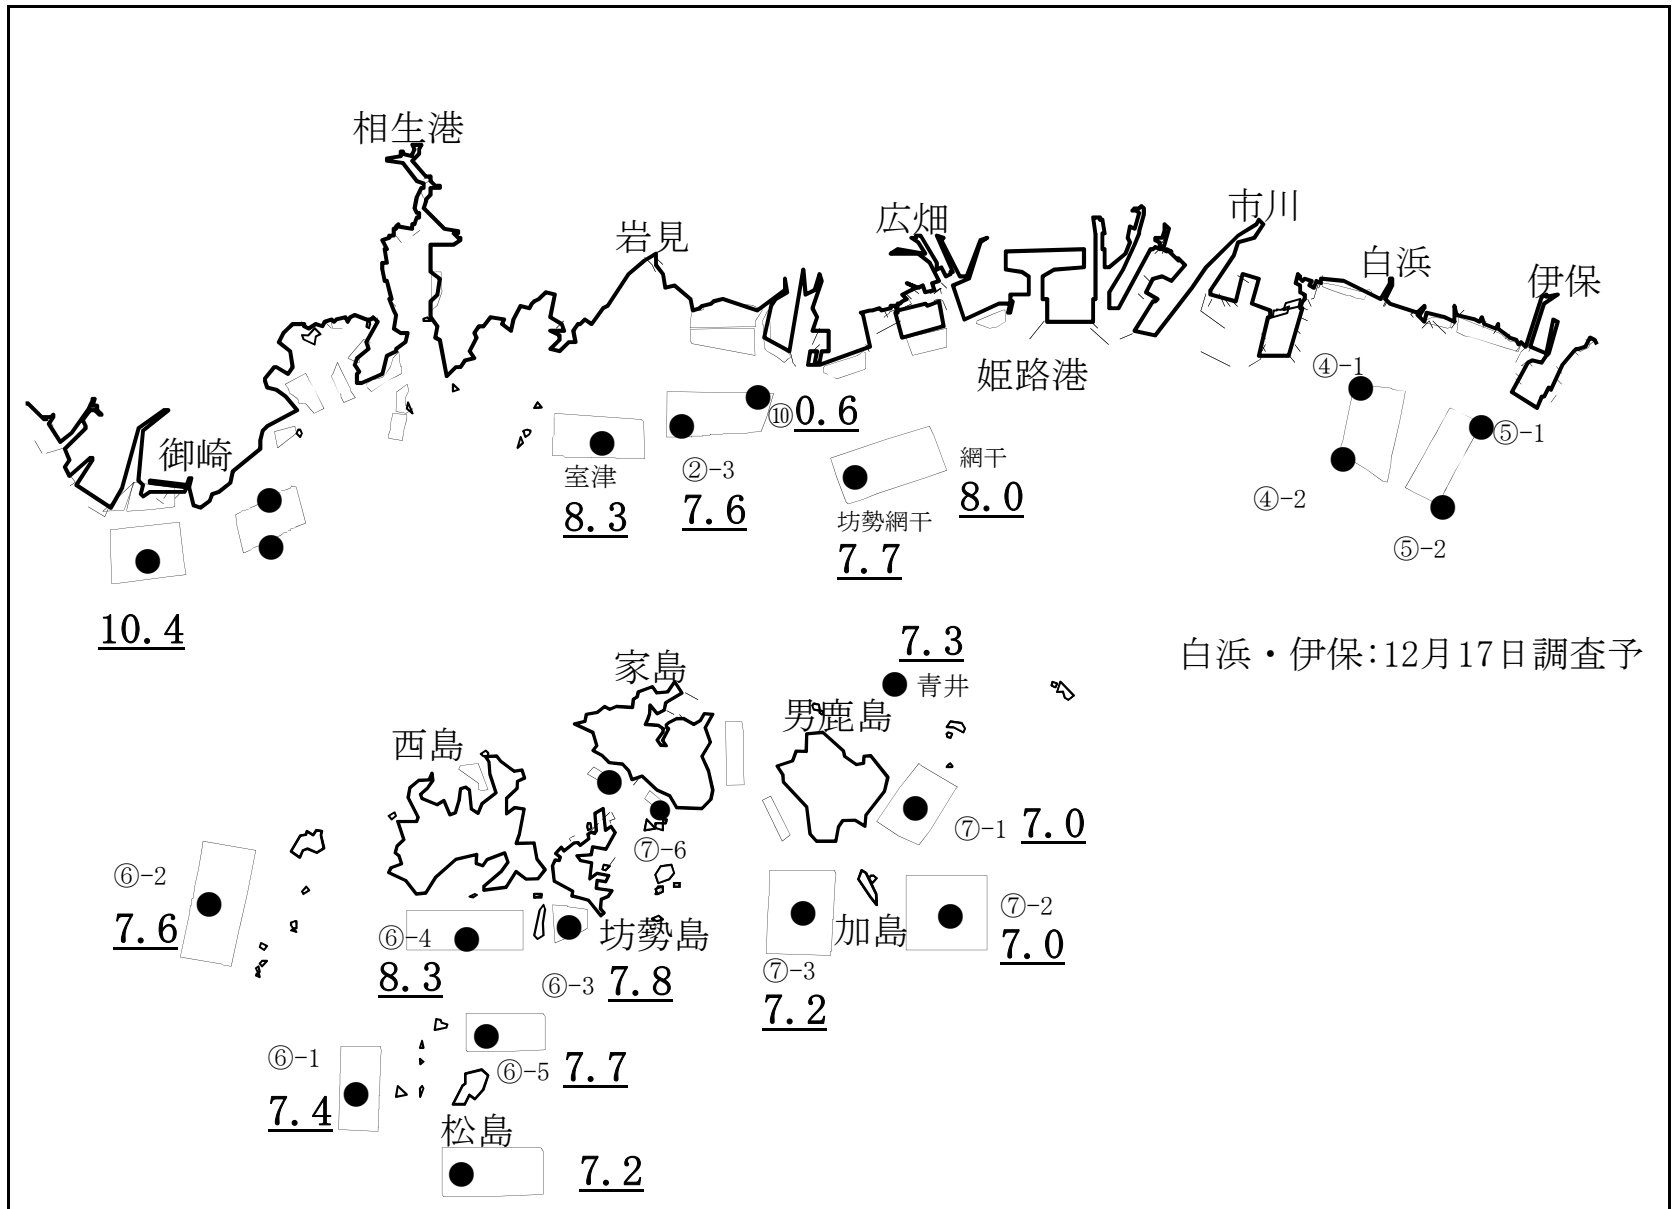 相生港
岩見
広畑
市川
白浜
伊保
姫路港
御崎
④-1
⑩0.6
⑤-1
室津
8.3
②-3
7.6
網干
8.0
坊勢網干
7.7
④-2
⑤-2
10.4
7.3
青井
白浜・伊保:12月17日調査予
家島
男鹿島
西島
⑦-1 7.0
⑦-6
⑥-2
7.6
⑥-4
8.3
坊勢島
⑥-3 7.8
加島
⑦-2
7.0
⑦-3
7.2
⑥-1
7.4
⑥-5 7.7
松島
7.2